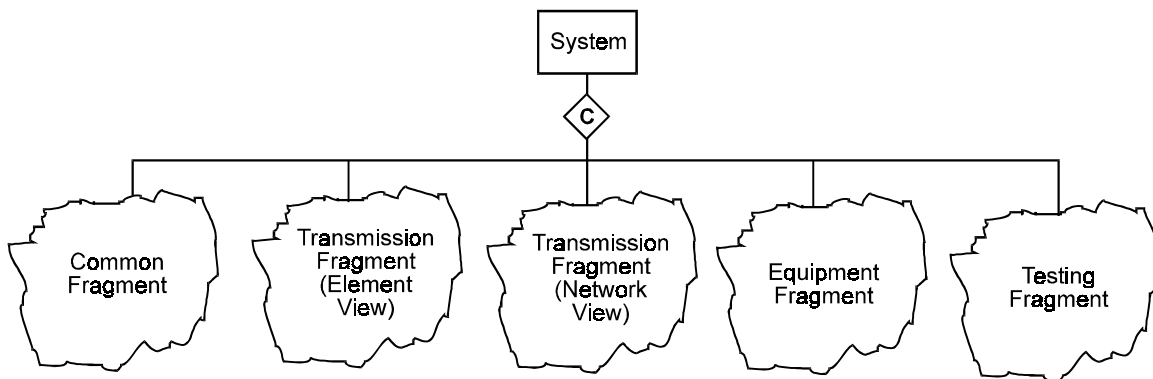 System
C
Common
Fragment
Transmission
Fragment
(Element
View)
Transmission
Fragment
(Network
View)
Equipment
Fragment
Testing
Fragment